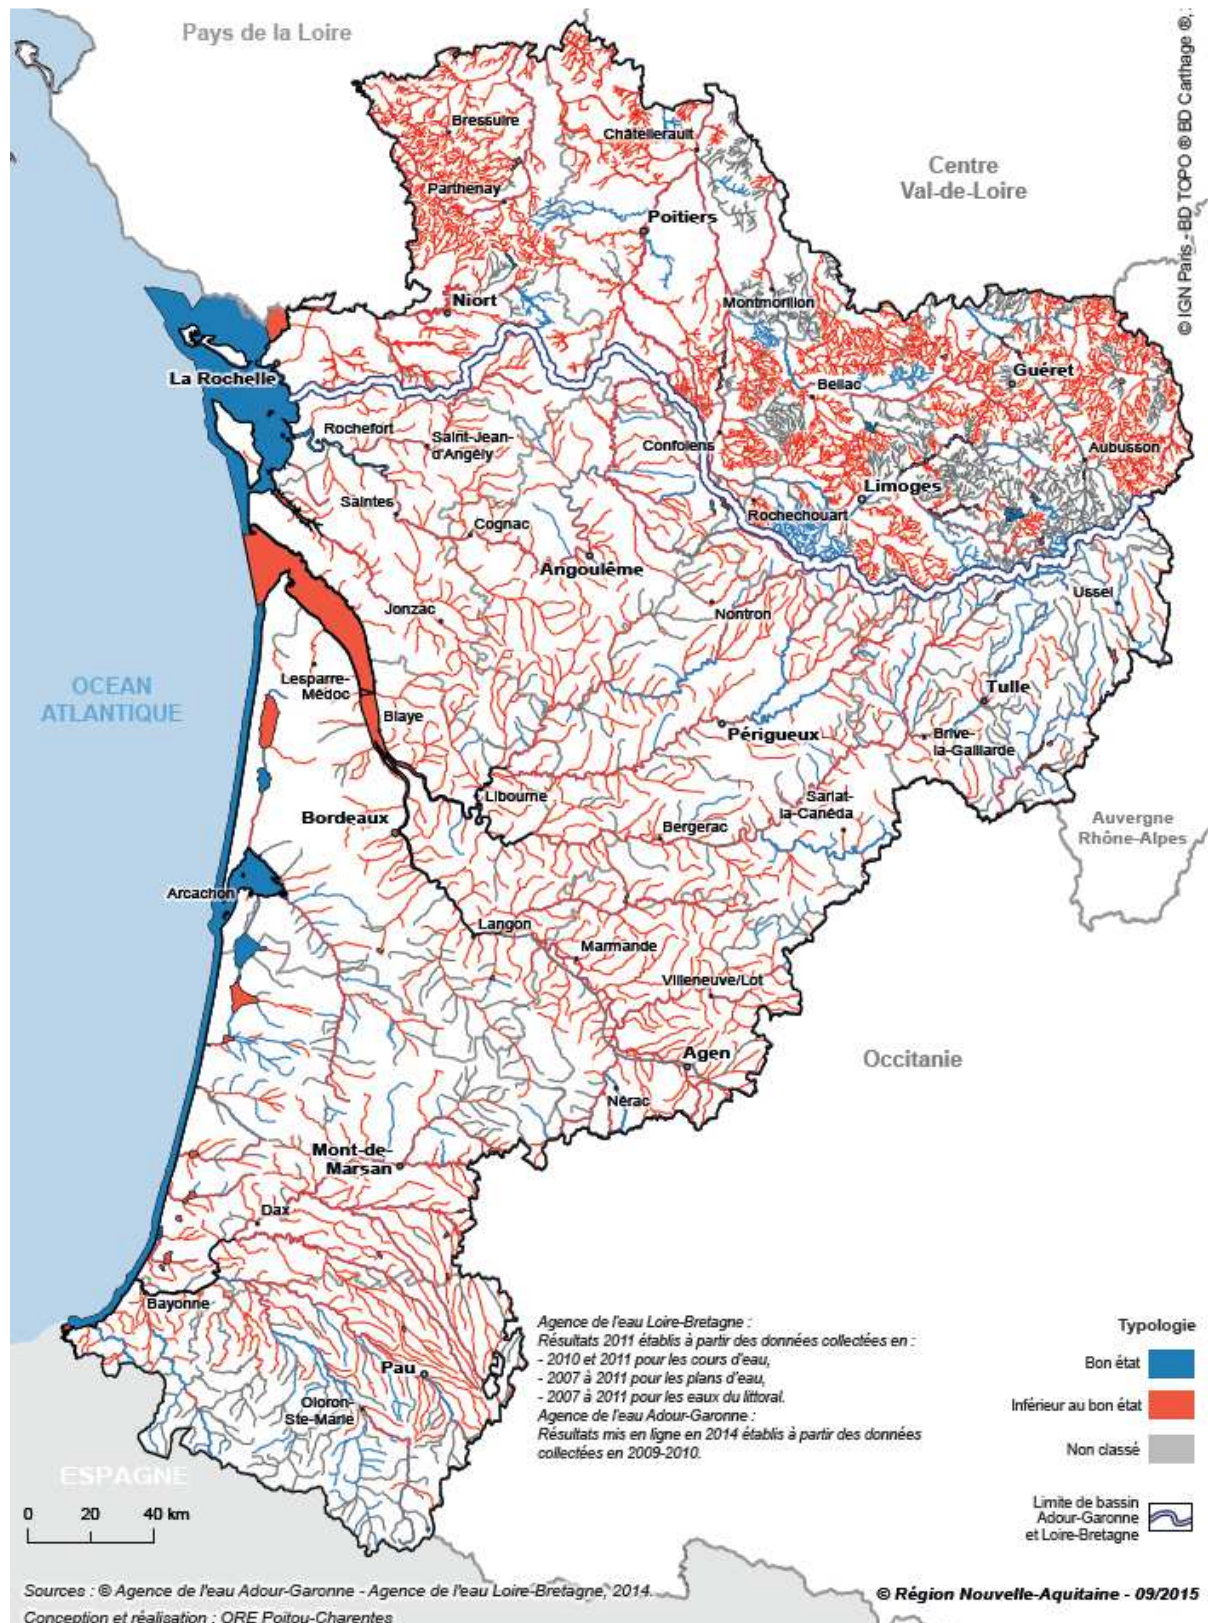 Pays de la Loire
© IGN Paris - BD TOPO ® BD Carthage ®,
Bressuire
Châtellerault
Centre
Val-de-Loire
Parthenay
Poitiers
Niort
Montmorillon
La Rochelle
Guéret
Bellac
Rochefort
Saint-Jean-
d'Angély
Confolens
Aubusson
Saintes
Limoges
Cognac
Rochechouart
Angoulême
Jonzac
Nontron
Ussel
Lesparre-
Médoc
OCEAN
ATLANTIQUE
Tulle
Blaye
Périgueux
Brive-
la-Gaillarde
Libourne
Sarlat-
la-Canéda
Bordeaux
Bergerac
Auvergne
Rhône-Alpes
Arcachon
Langon
Marmande
Villeneuve/Lot
Agen
Occitanie
Nérac
Mont-de-
Marsan
Dax
Bayonne
Pau
Oloron-
Ste-Marie
ESPAGNE
0 20 40 km
Agence de l'eau Loire-Bretagne :
Résultats 2011 établis à partir des données collectées en :
- 2010 et 2011 pour les cours d'eau,
- 2007 à 2011 pour les plans d'eau,
- 2007 à 2011 pour les eaux du littoral.
Agence de l'eau Adour-Garonne :
Résultats mis en ligne en 2014 établis à partir des données
collectées en 2009-2010.
Typologie
Bon état
Inférieur au bon état
Non classé
Limite de bassin
Adour-Garonne
et Loire-Bretagne
Sources : ® Agence de l'eau Adour-Garonne - Agence de l'eau Loire-Bretagne, 2014.
© Région Nouvelle-Aquitaine - 09/2015
Conception et réalisation : ORE Poitou-Charentes